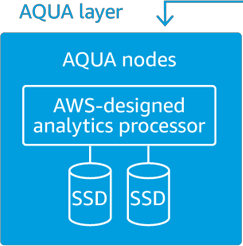 AQUA layer
AQUA nodes
AWS-designed
analytics processor
SSD SSD